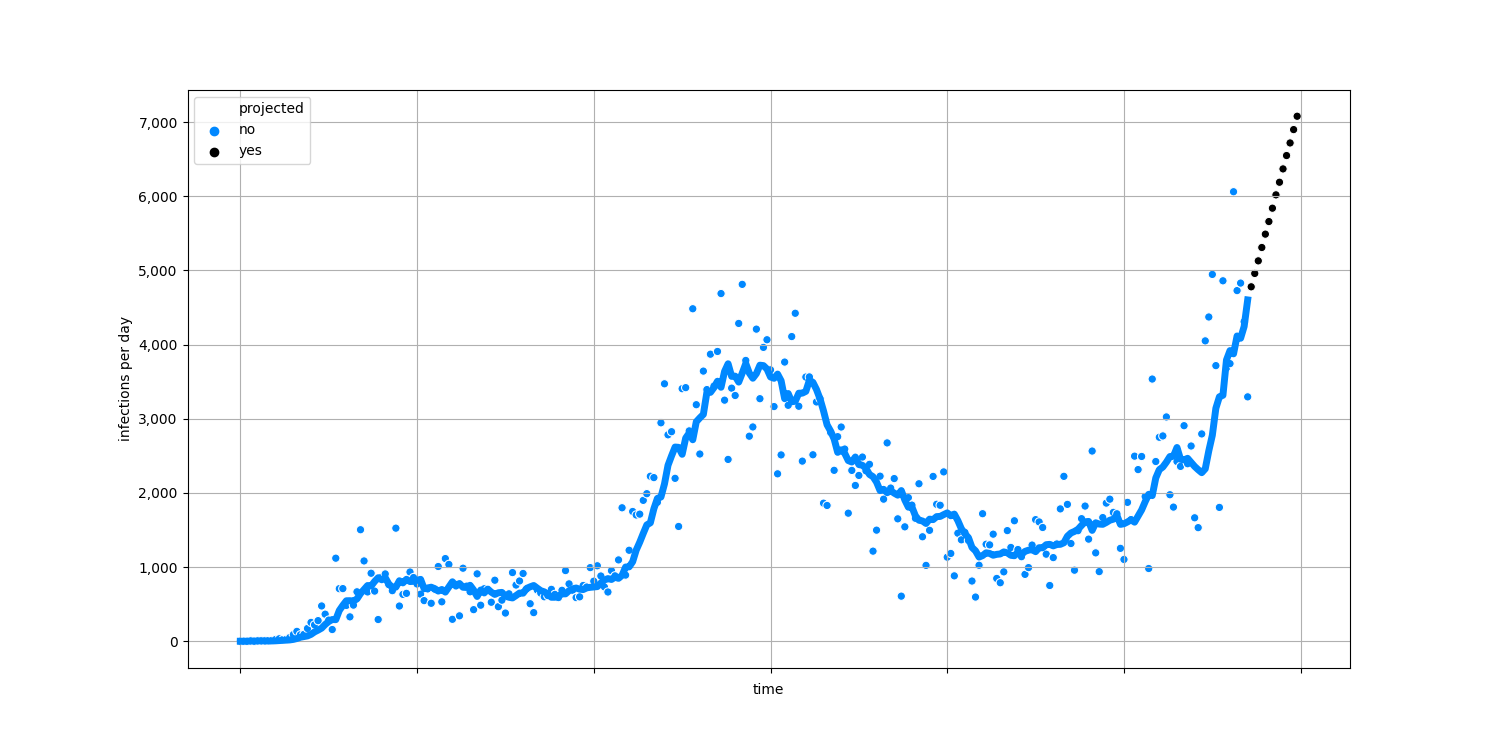 projected
no
yes
7,000
6,000
5,000
4,000
3,000
2,000
1,000
0
infections per day
time